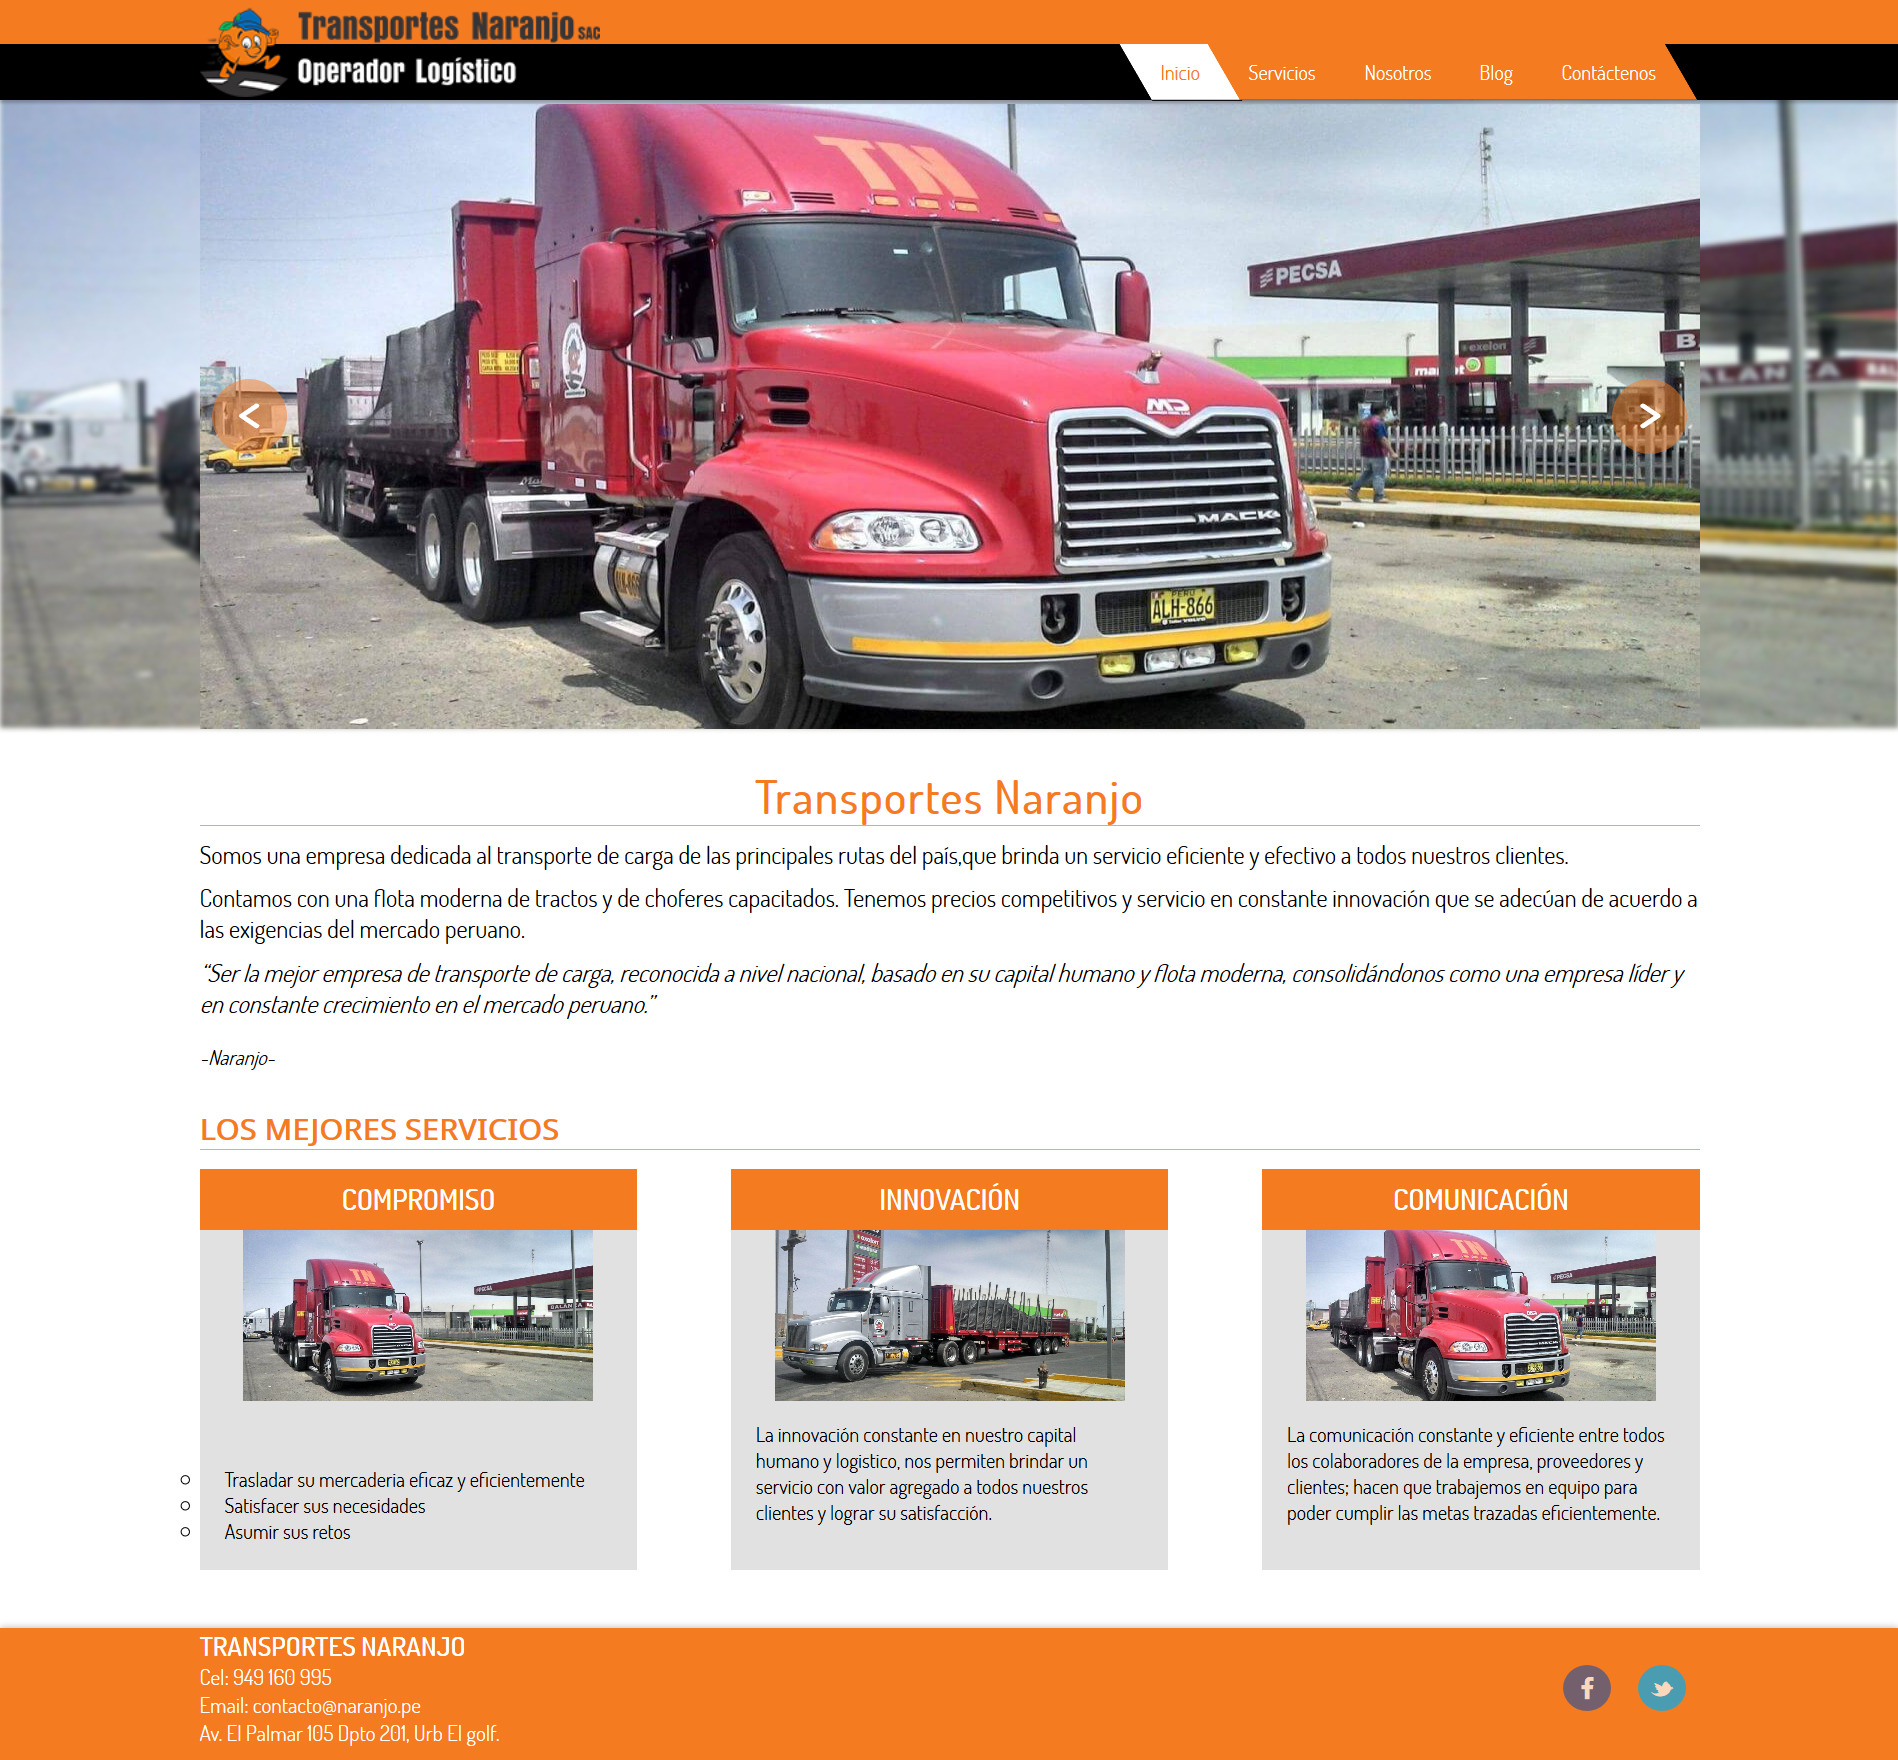 Transportes Naranjo SAC
Operador Logístico
Inicio
Servicios
Nosotros
Blog
Contáctenos
TN
PECSA
exelon
market
B
BALANZA
MACK
PERU
ALH-866
Transportes Naranjo
Somos una empresa dedicada al transporte de carga de las principales rutas del país,que brinda un servicio eficiente y efectivo a todos nuestros clientes.
Contamos con una flota moderna de tractos y de choferes capacitados. Tenemos precios competitivos y servicio en constante innovación que se adecúan de acuerdo a
las exigencias del mercado peruano.
“Ser la mejor empresa de transporte de carga, reconocida a nivel nacional, basado en su capital humano y flota moderna, consolidándonos como una empresa líder y
en constante crecimiento en el mercado peruano.”
-Naranjo-
LOS MEJORES SERVICIOS
COMPROMISO
TN
PECSA
BALANZA
Trasladar su mercaderia eficaz y eficientemente
Satisfacer sus necesidades
Asumir sus retos
INNOVACIÓN
La innovación constante en nuestro capital
humano y logistico, nos permiten brindar un
servicio con valor agregado a todos nuestros
clientes y lograr su satisfacción.
COMUNICACIÓN
TN
PECSA
La comunicación constante y eficiente entre todos
los colaboradores de la empresa, proveedores y
clientes; hacen que trabajemos en equipo para
poder cumplir las metas trazadas eficientemente.
TRANSPORTES NARANJO
Cel: 949 160 995
Email: contacto@naranjo.pe
Av. El Palmar 105 Dpto 201, Urb El golf.